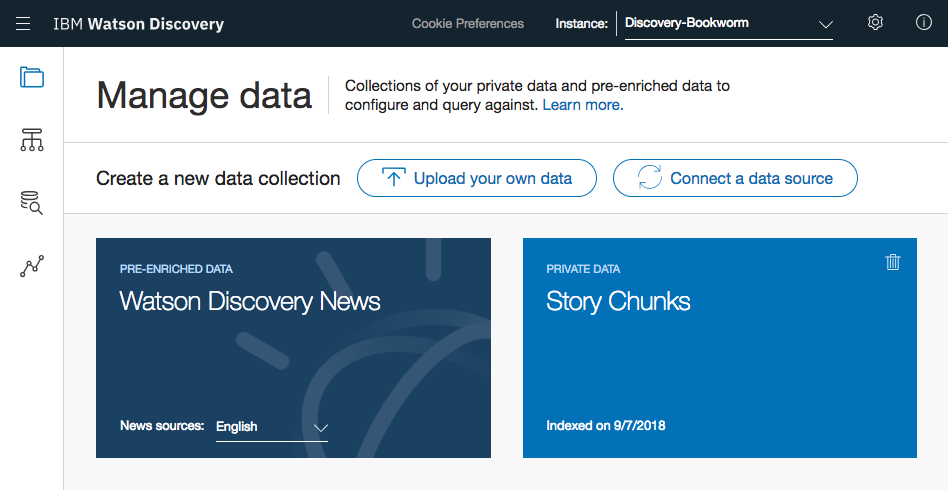 IBM Watson Discovery
Cookie Preferences
Instance:
Discovery-Bookworm
Manage data
Collections of your private data and pre-enriched data to
configure and query against. Learn more.
Create a new data collection
Upload your own data
Connect a data source
PRE-ENRICHED DATA
Watson Discovery News
News sources:
English
PRIVATE DATA
Story Chunks
Indexed on 9/7/2018